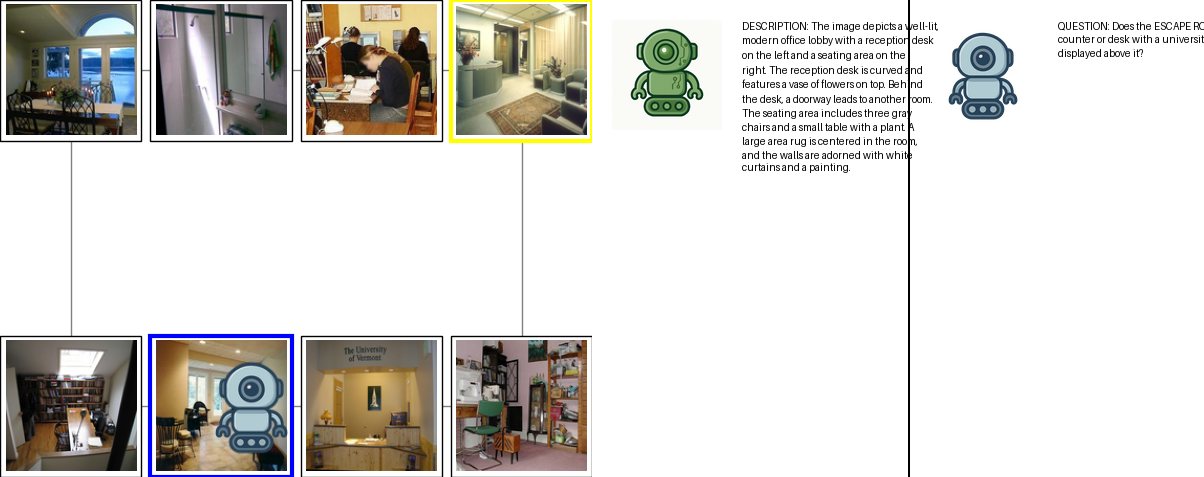 DESCRIPTION: The image depicts a well-lit,
modern office lobby with a reception desk
on the left and a seating area on the
right. The reception desk is curved and
features a vase of flowers on top. Behind
the desk, a doorway leads to another room.
The seating area includes three gray
chairs and a small table with a plant. A
large area rug is centered in the room,
and the walls are adorned with white
curtains and a painting.
QUESTION: Does the ESCAPE
counter or desk with a
displayed above it?
The University
of Vermont